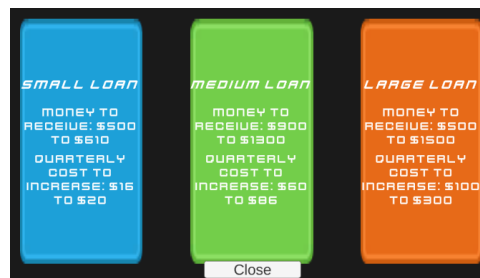 SMALL LOAN
MONEY TO
RECEIVE: $500
TO $610
QUARTERLY
COST TO
INCREASE: $16
TO $20
MEDIUM LOAN
MONEY TO
RECEIVE: $900
TO $1300
QUARTERLY
COST TO
INCREASE: $60
TO $86
LARGE LOAN
MONEY TO
RECEIVE: $500
TO $1500
QUARTERLY
COST TO
INCREASE: $100
TO $300
Close